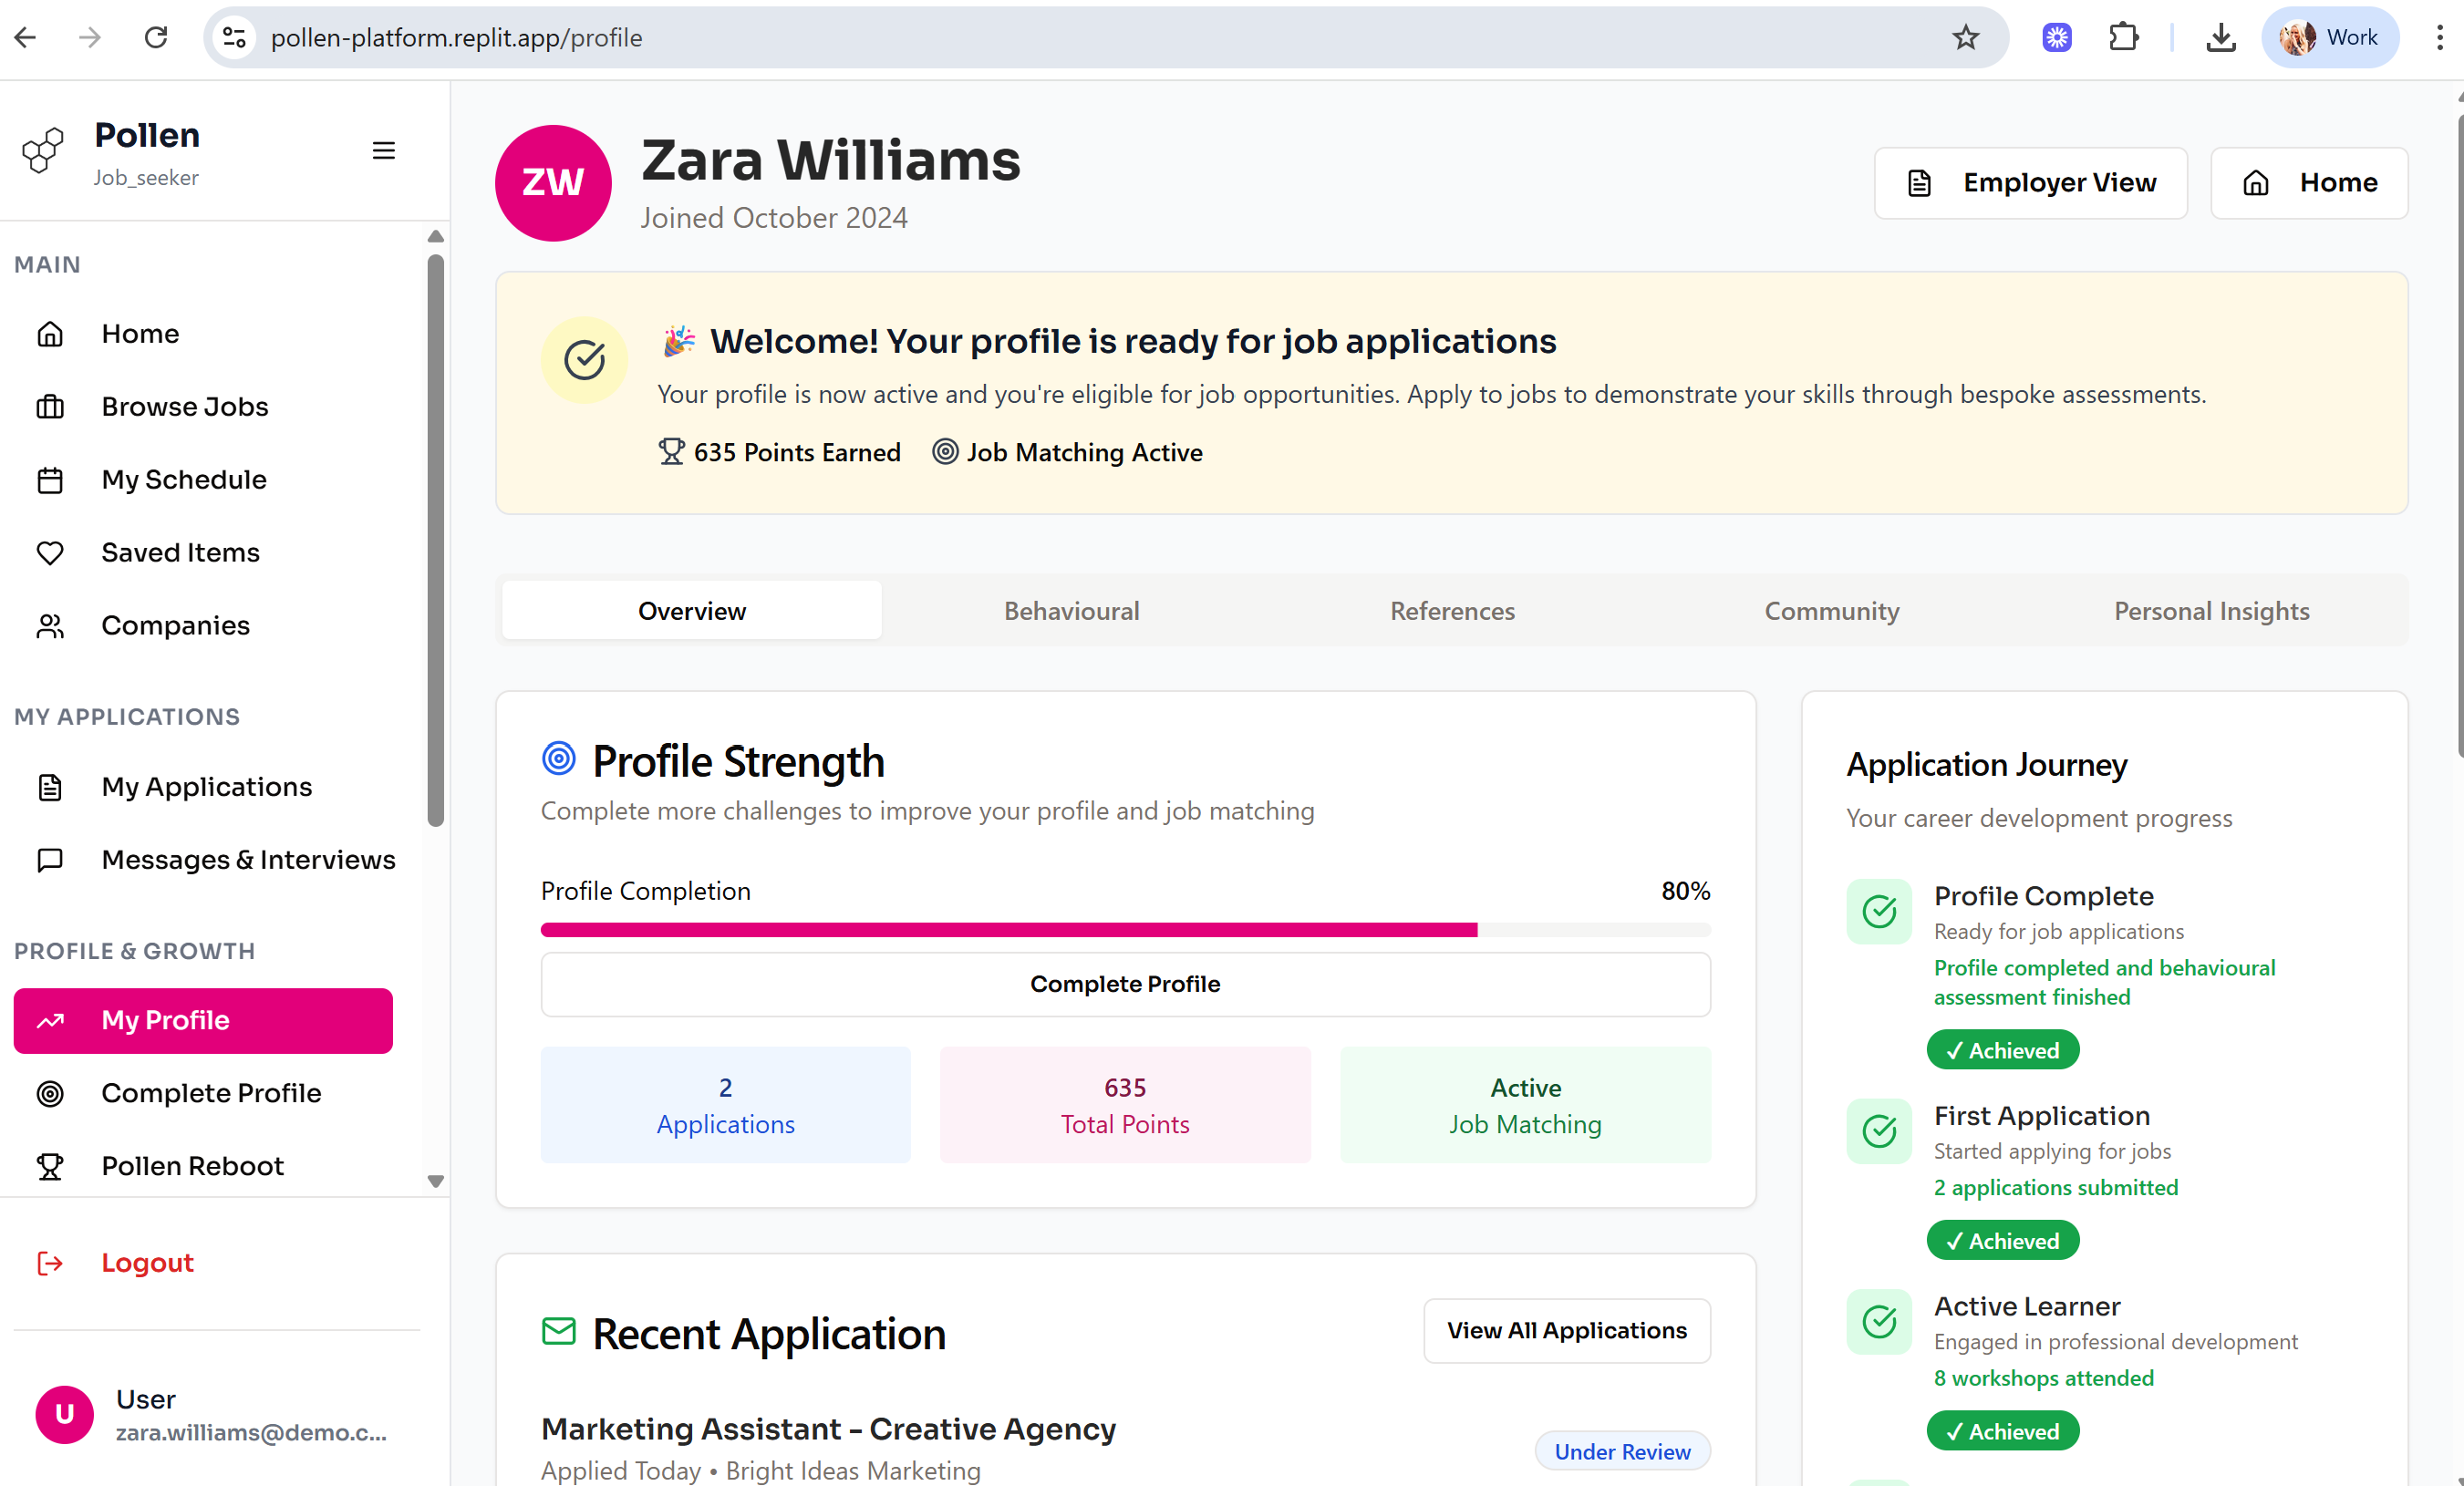 pollen-platform.replit.app/profile
Work
Pollen
Job_seeker
MAIN
Home
Browse Jobs
My Schedule
Saved Items
Companies
MY APPLICATIONS
My Applications
Messages & Interviews
PROFILE & GROWTH
My Profile
Complete Profile
Pollen Reboot
Logout
U
User
zara.williams@demo.c...
ZW
Zara Williams
Joined October 2024
Employer View
Home
🎉 Welcome! Your profile is ready for job applications
Your profile is now active and you're eligible for job opportunities. Apply to jobs to demonstrate your skills through bespoke assessments.
635 Points Earned
Job Matching Active
Overview
Behavioural
References
Community
Personal Insights
Profile Strength
Complete more challenges to improve your profile and job matching
Profile Completion
80%
Complete Profile
2
Applications
635
Total Points
Active
Job Matching
Recent Application
View All Applications
Marketing Assistant - Creative Agency
Applied Today • Bright Ideas Marketing
Under Review
Application Journey
Your career development progress
Profile Complete
Ready for job applications
Profile completed and behavioural
assessment finished
✓ Achieved
First Application
Started applying for jobs
2 applications submitted
✓ Achieved
Active Learner
Engaged in professional development
8 workshops attended
✓ Achieved